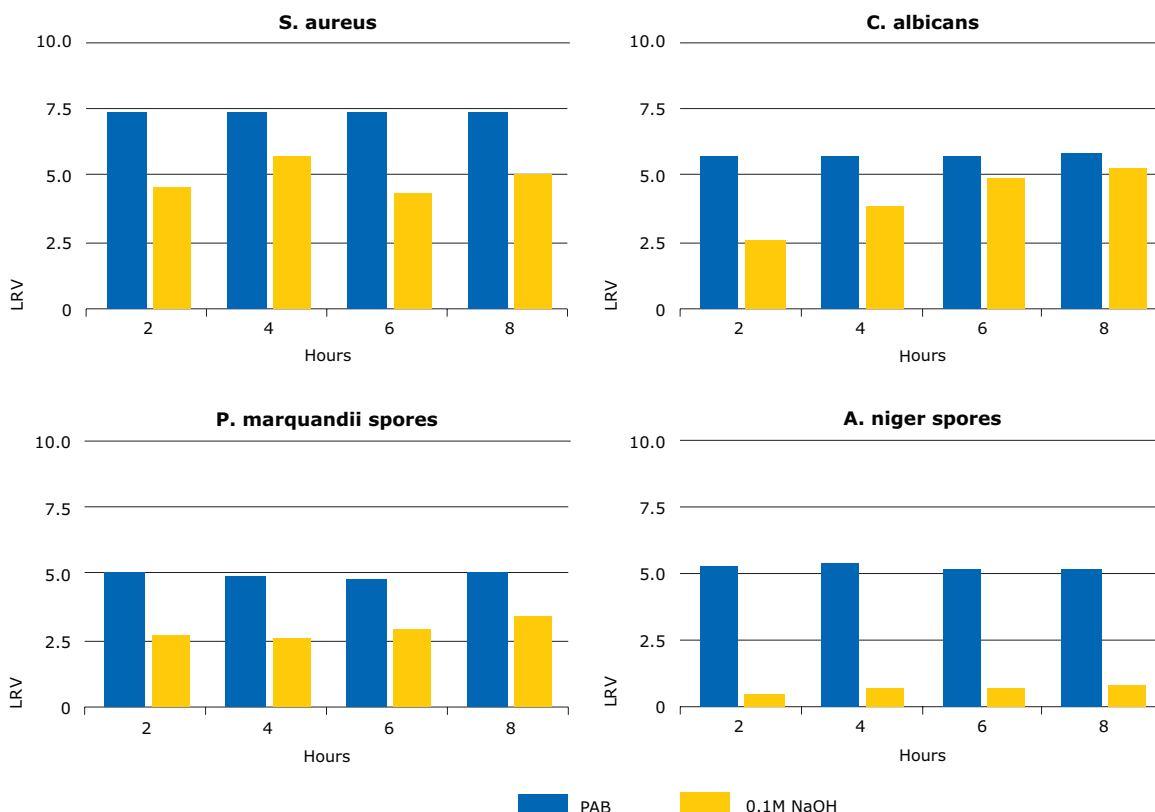 S. aureus
10.0
7.5
5.0
2.5
0
LRV
2 4 6 8
Hours
C. albicans
10.0
7.5
5.0
2.5
0
LRV
2 4 6 8
Hours
P. marquandii spores
10.0
7.5
5.0
2.5
0
LRV
2 4 6 8
Hours
A. niger spores
10.0
7.5
5.0
2.5
0
LRV
2 4 6 8
Hours
PAB 0.1M NaOH